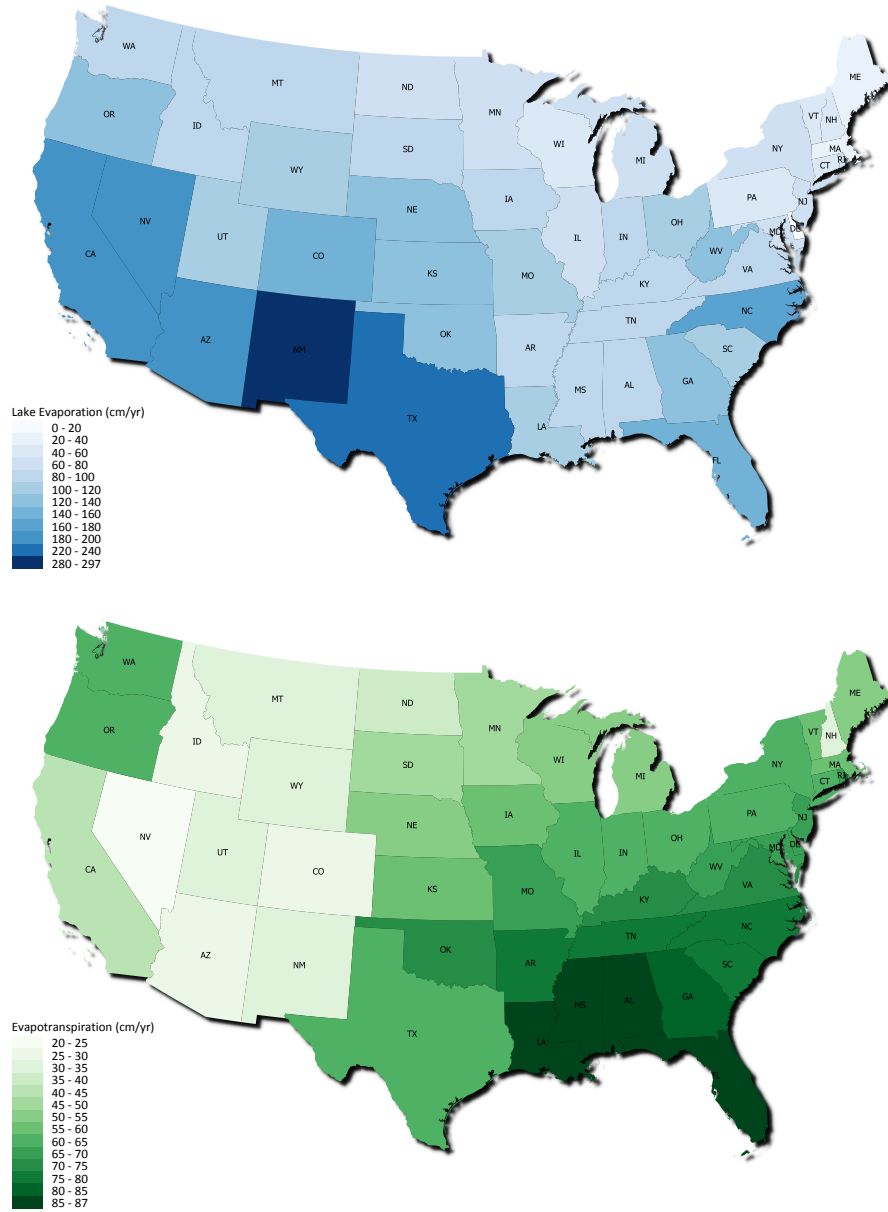 WA
MT
ND
MN
ME
OR
ID
SD
WI
MI
VT
NH
NY
MA
CT
RI
WY
IA
PA
NJ
NE
NV
UT
CO
IL
IN
OH
MD
DE
CA
KS
MO
WV
VA
KY
NC
TN
OK
AZ
NM
AR
SC
MS
AL
GA
TX
LA
FL
Lake Evaporation (cm/yr)
0 - 20
20 - 40
40 - 60
60 - 80
80 - 100
100 - 120
120 - 140
140 - 160
160 - 180
180 - 200
220 - 240
280 - 297
WA
MT
ND
MN
ME
OR
ID
SD
WI
MI
VT
NH
NY
MA
CT
RI
WY
IA
PA
NJ
NE
NV
UT
CO
IL
IN
OH
MD
DE
CA
KS
MO
WV
VA
KY
NC
TN
OK
AZ
NM
AR
SC
MS
AL
GA
TX
LA
FL
Evapotranspiration (cm/yr)
20 - 25
25 - 30
30 - 35
35 - 40
40 - 45
45 - 50
50 - 55
55 - 60
60 - 65
65 - 70
70 - 75
75 - 80
80 - 85
85 - 87